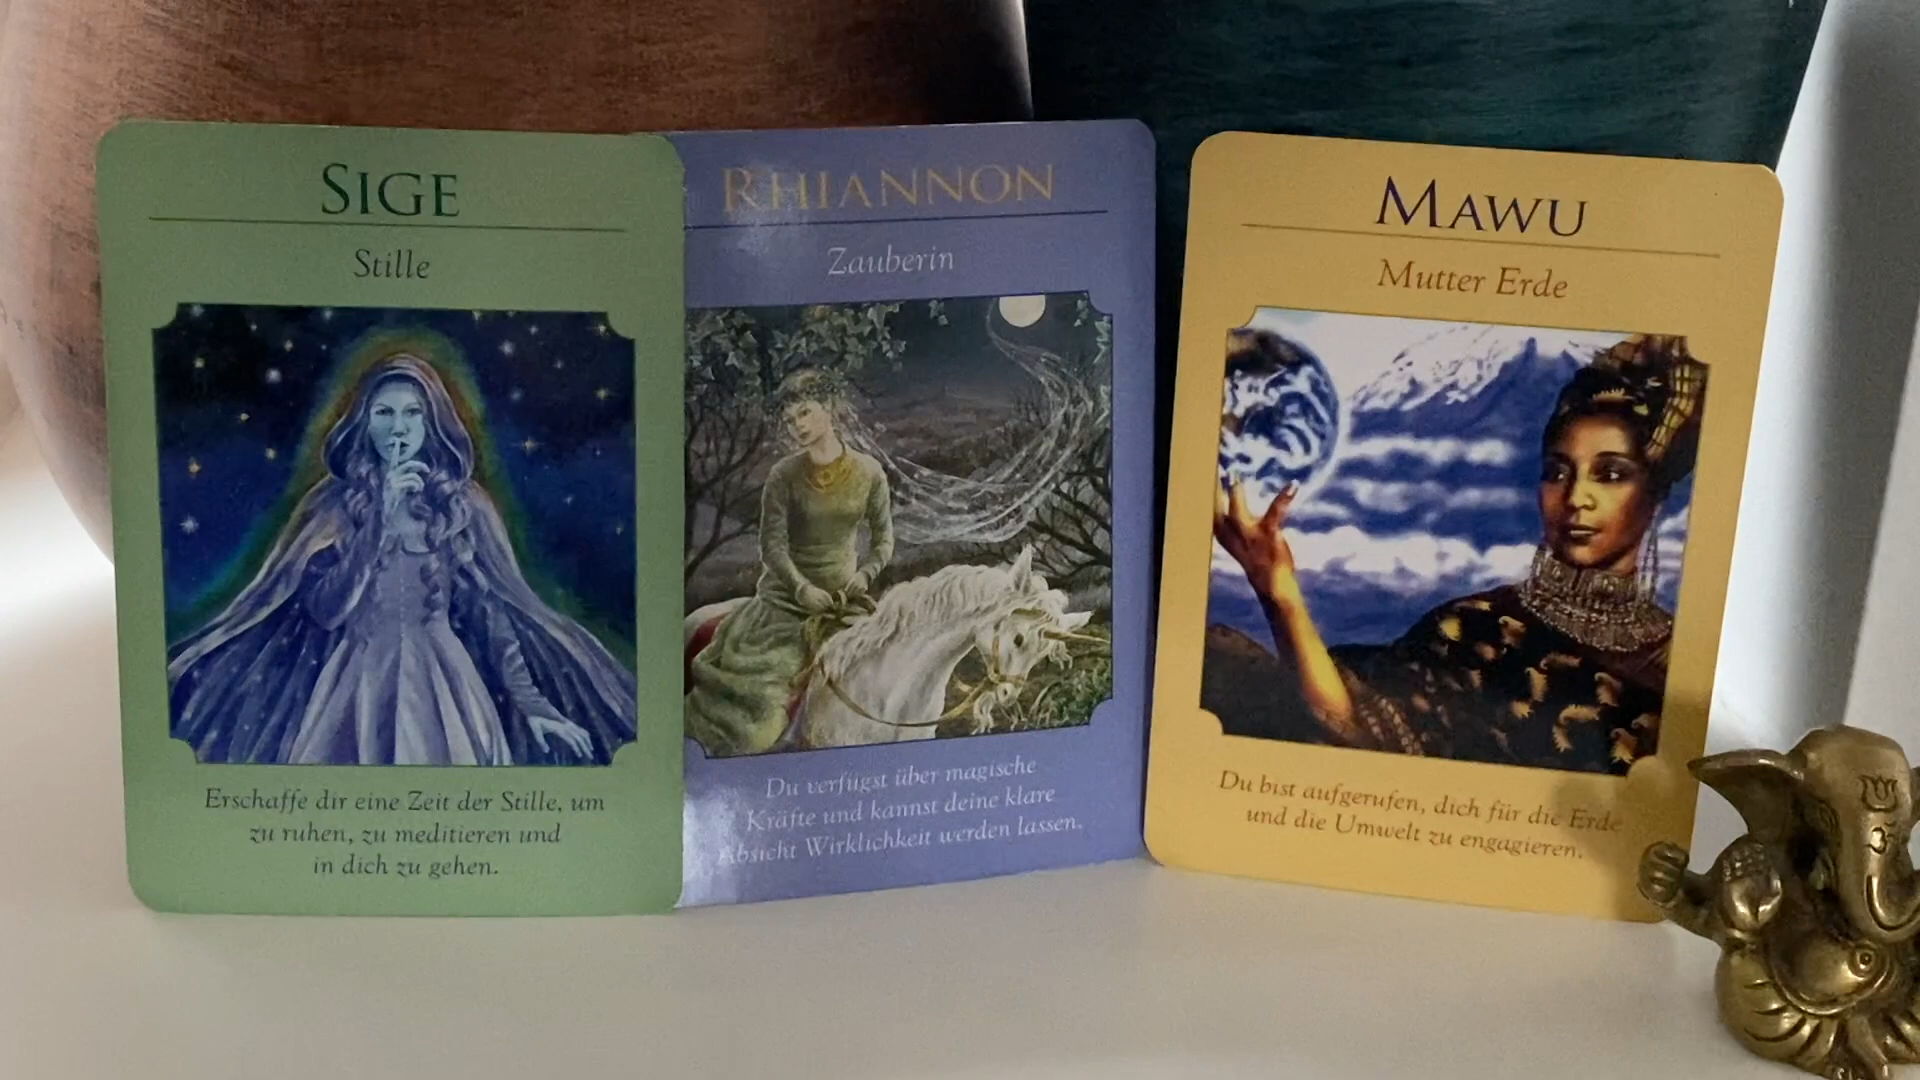 SIGE
Stille
Erschaffe dir eine Zeit der Stille, um
zu ruhen, zu meditieren und
in dich zu gehen.
RHIANNON
Zauberin
Du verfügst über magische
Kräfte und kannst deine klare
Absicht Wirklichkeit werden lassen.
MAWU
Mutter Erde
Du bist aufgerufen, dich für die Erde
und die Umwelt zu engagieren.